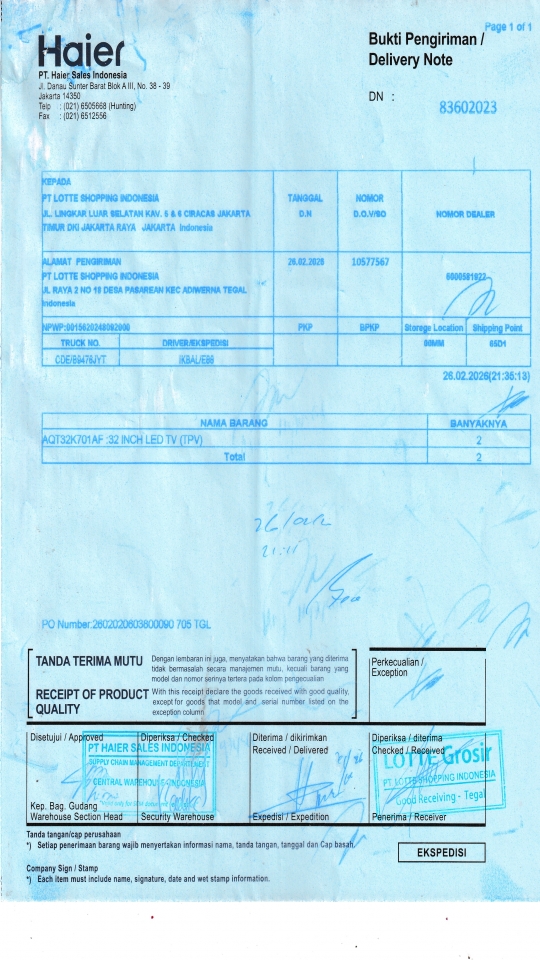 Page 1 of 1
Haier
Bukti Pengiriman /
Delivery Note
PT. Haier Sales Indonesia
Jl. Danau Sunter Barat Blok A III, No. 38 - 39
Jakarta 14350
Telp : (021) 6505668 (Hunting)
Fax : (021) 6512556
DN : 83602023
KEPADA
PT LOTTE SHOPPING INDONESIA
JL. LINGKAR LUAR SELATAN KAV. 5 & 6 CIRACAS JAKARTA
TIMUR DKI JAKARTA RAYA JAKARTA Indonesia
TANGGAL
D.N
NOMOR
D.O./V/SO
NOMOR DEALER
ALAMAT PENGIRIMAN
PT LOTTE SHOPPING INDONESIA
JL RAYA 2 NO 19 DESA PASAREAN KEC ADIWERNA TEGAL
Indonesia
26.02.2026
10577567
NPWP:
PKP
BPKP
Storage Location
Shipping Point
TRUCK NO.
DRIVER/EKSPEDISI
65D1
26.02.2026(21:35:13)
NAMA BARANG
BANYAKNYA
AQT32K701AF :32 INCH LED TV (TPV)
2
Total
2
21:11
PO Number:2602020603600090 705 TGL
TANDA TERIMA MUTU
Dengan lembaran ini juga, menyatakan bahwa barang yang diterima
tidak bermasalah secara manajemen mutu, kecuali barang yang
model dan nomor serinya tertera pada kolom pengecualian
RECEIPT OF PRODUCT
QUALITY
With this receipt declare the goods received with good quality,
except for goods that model and serial number listed on the
exception column
Perkecualian /
Exception
Disetujui / Approved
Diperiksa / Checked
Diterima / dikirimkan
Received / Delivered
Diperiksa / diterima
Checked / Received
PT HAIER SALES INDONESIA
SUPPLY CHAIN MANAGEMENT DEPARTEMENT
CENTRAL WAREHOUSE-INDONESIA
LOTTE Grosir
PT LOTTE SHOPPING INDONESIA
Good Receiving - Tegal
Kep. Bag. Gudang
Warehouse Section Head
Security Warehouse
Expedisi / Expedition
Penerima / Receiver
Tanda tangan/cap perusahaan
*) Setiap penerimaan barang wajib menyertakan informasi nama, tanda tangan, tanggal dan Cap basah.
EKSPEDISI
Company Sign / Stamp
*) Each item must include name, signature, date and wet stamp information.